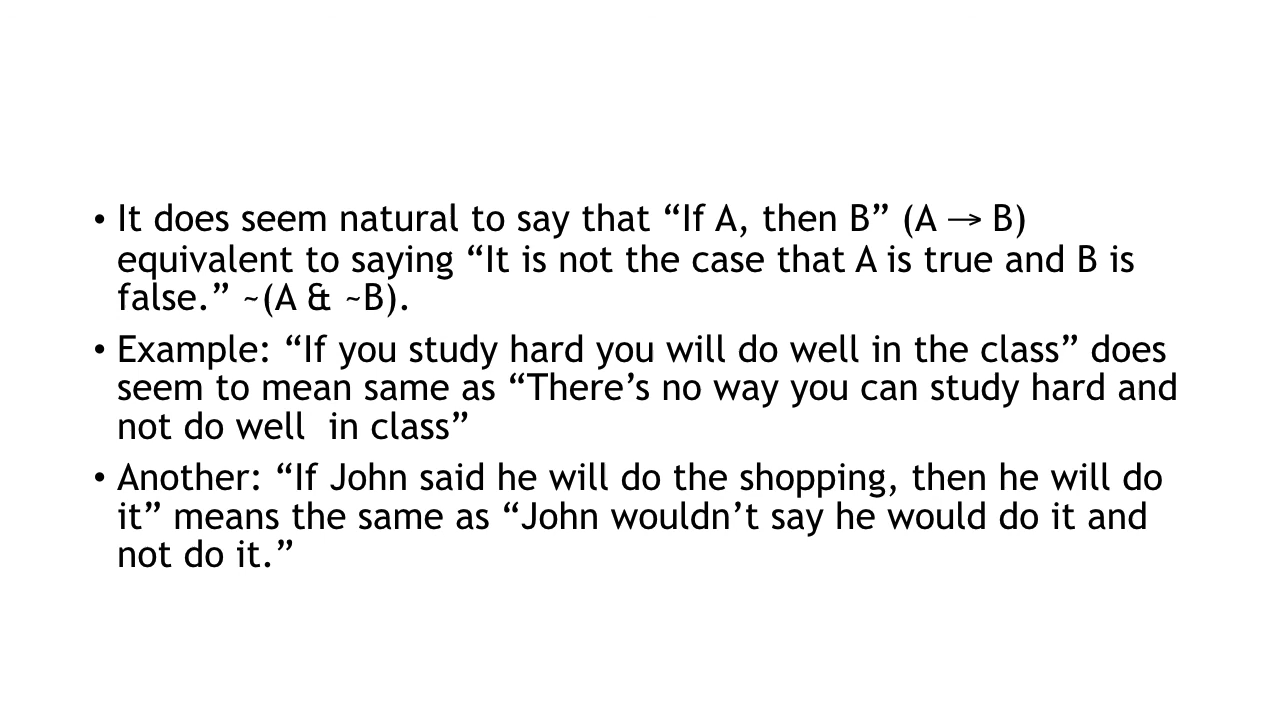 • It does seem natural to say that “If A, then B” (A → B)
equivalent to saying “It is not the case that A is true and B is
false.” ~(A & ~B).
• Example: “If you study hard you will do well in the class” does
seem to mean same as “There’s no way you can study hard and
not do well  in class”
• Another: “If John said he will do the shopping, then he will do
it” means the same as “John wouldn’t say he would do it and
not do it.”